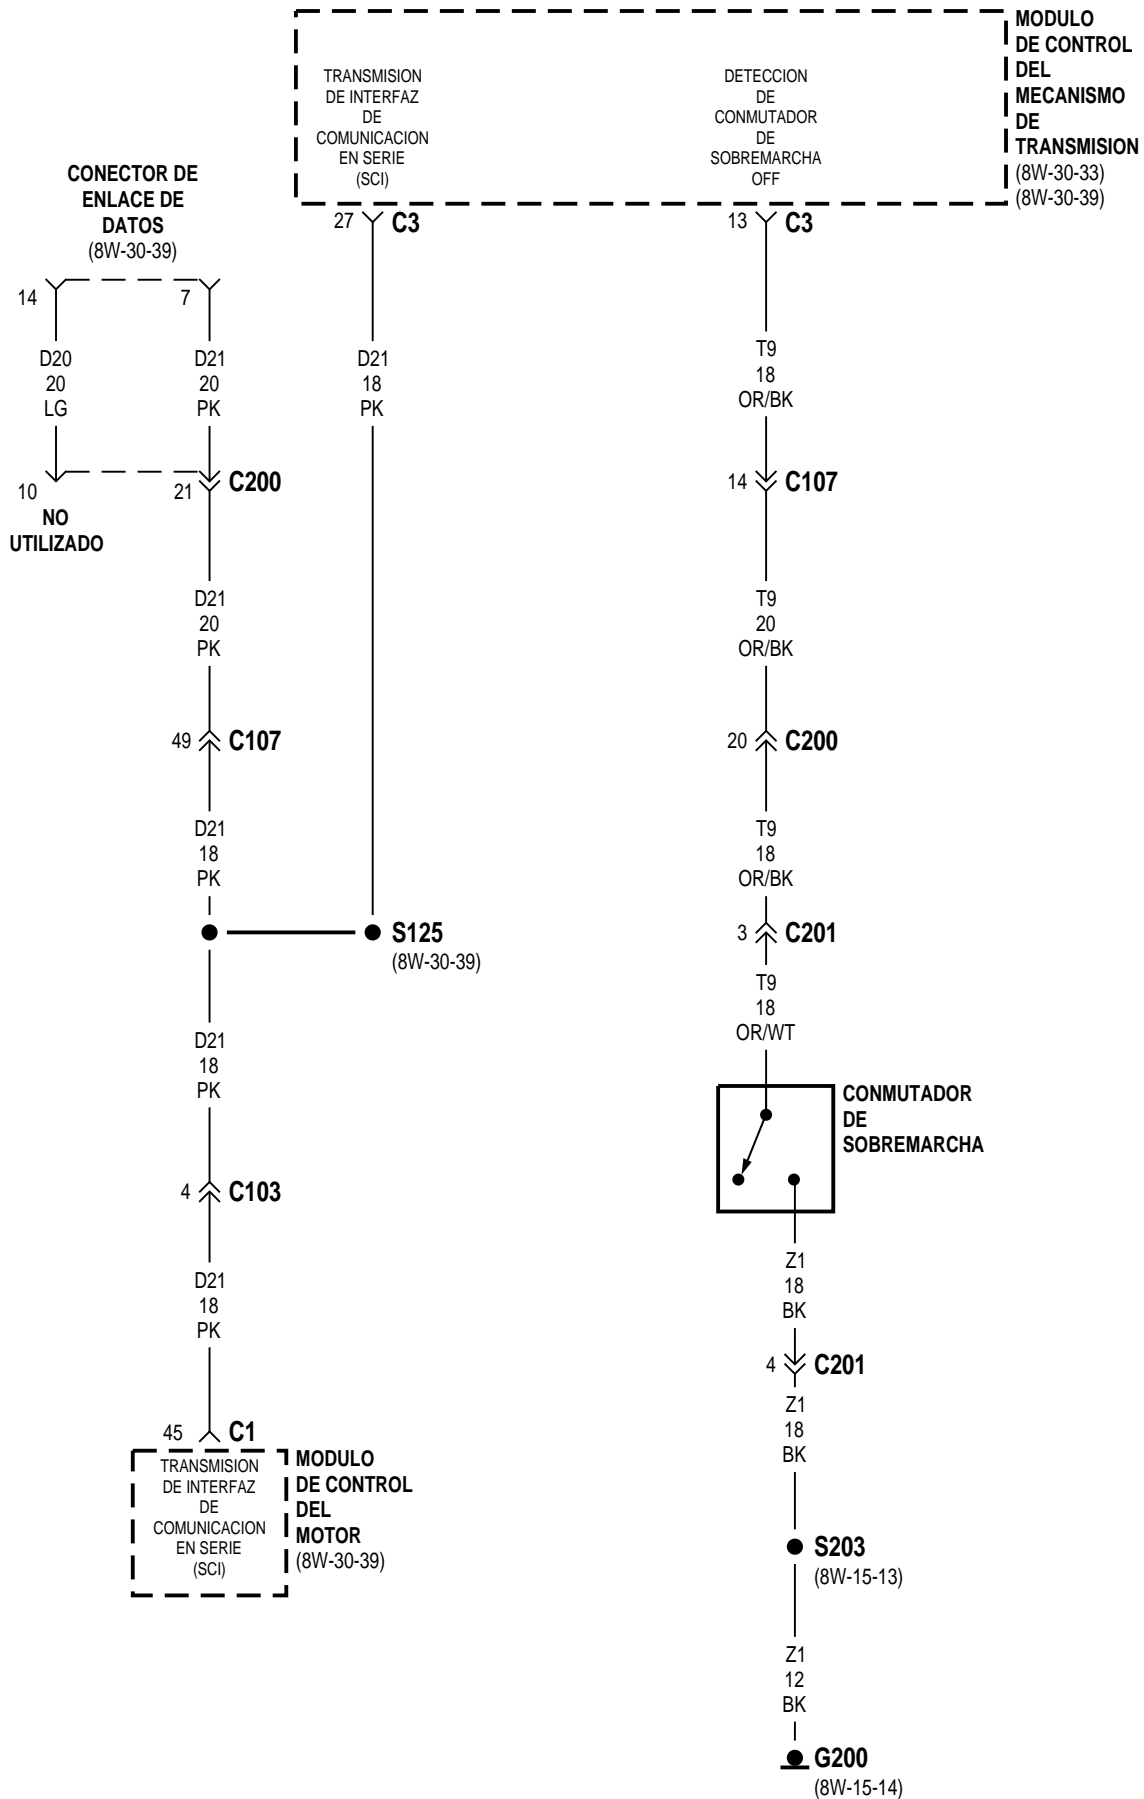 MODULO
DE CONTROL
DEL
MECANISMO
DE
TRANSMISION
(8W-30-33)
(8W-30-39)
TRANSMISION
DE INTERFAZ
DE
COMUNICACION
EN SERIE
(SCI)
DETECCION
DE
CONMUTADOR
DE
SOBREMARCHA
OFF
CONECTOR DE
ENLACE DE
DATOS
(8W-30-39)
27 C3
13 C3
14
7
D20
20
LG
D21
20
PK
D21
18
PK
T9
18
OR/BK
10
21 C200
NO
UTILIZADO
14 C107
D21
20
PK
T9
20
OR/BK
49 C107
20 C200
D21
18
PK
T9
18
OR/BK
S125
(8W-30-39)
3 C201
T9
18
OR/WT
D21
18
PK
CONMUTADOR
DE
SOBREMARCHA
4 C103
Z1
18
BK
D21
18
PK
4 C201
Z1
18
BK
45 C1
TRANSMISION
DE INTERFAZ
DE
COMUNICACION
EN SERIE
(SCI)
MODULO
DE CONTROL
DEL
MOTOR
(8W-30-39)
S203
(8W-15-13)
Z1
12
BK
G200
(8W-15-14)